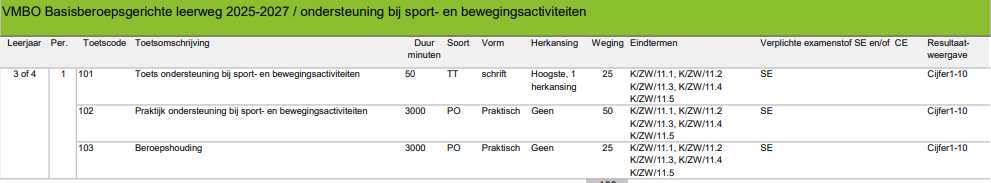 VMBO Basisberoepsgerichte leerweg 2025-2027 / ondersteuning bij sport- en bewegingsactiviteiten
Leerjaar Per. Toetscode Toetsomschrijving Duur minuten Soort Vorm Herkansing Weging Eindtermen Verplichte examenstof SE en/of CE Resultaat-weergave
3 of 4 1 101 Toets ondersteuning bij sport- en bewegingsactiviteiten 50 TT schrift Hoogste, 1 herkansing 25 K/ZW/11.1, K/ZW/11.2 SE Cijfer1-10
K/ZW/11.3, K/ZW/11.4
K/ZW/11.5
102 Praktijk ondersteuning bij sport- en bewegingsactiviteiten 3000 PO Praktisch Geen 50 K/ZW/11.1, K/ZW/11.2 SE Cijfer1-10
K/ZW/11.3, K/ZW/11.4
K/ZW/11.5
103 Beroepshouding 3000 PO Praktisch Geen 25 K/ZW/11.1, K/ZW/11.2 SE Cijfer1-10
K/ZW/11.3, K/ZW/11.4
K/ZW/11.5